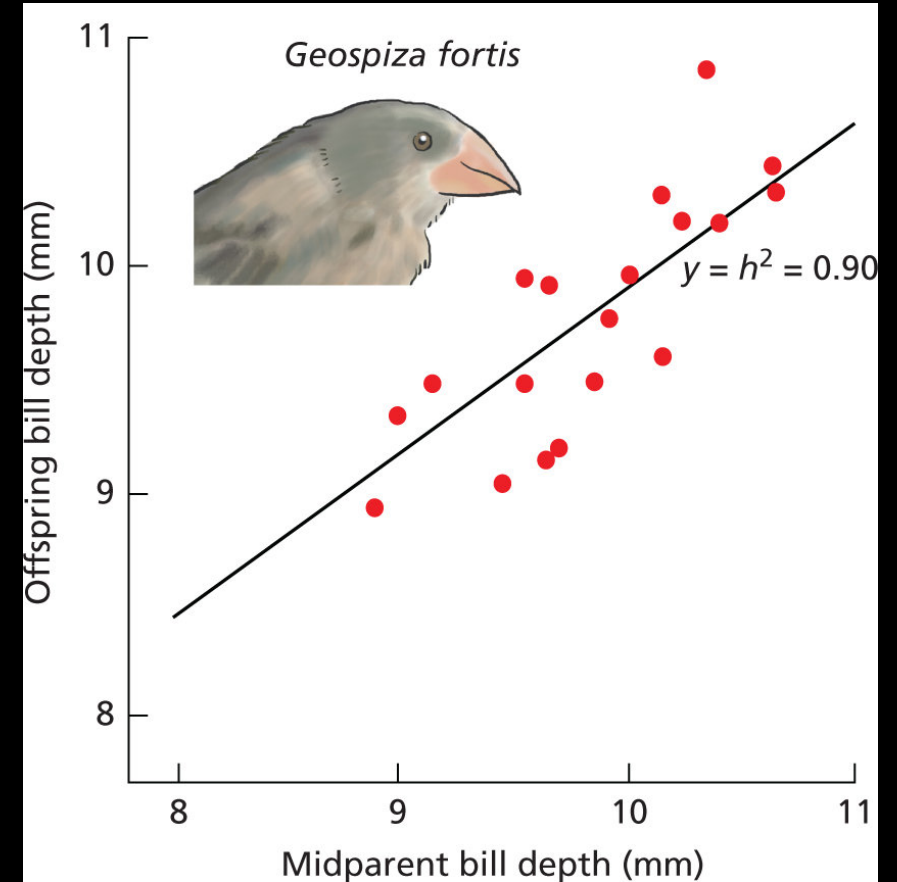 Geospiza fortis
11
10
9
8
Offspring bill depth (mm)
y = h² = 0.90
8 9 10 11
Midparent bill depth (mm)